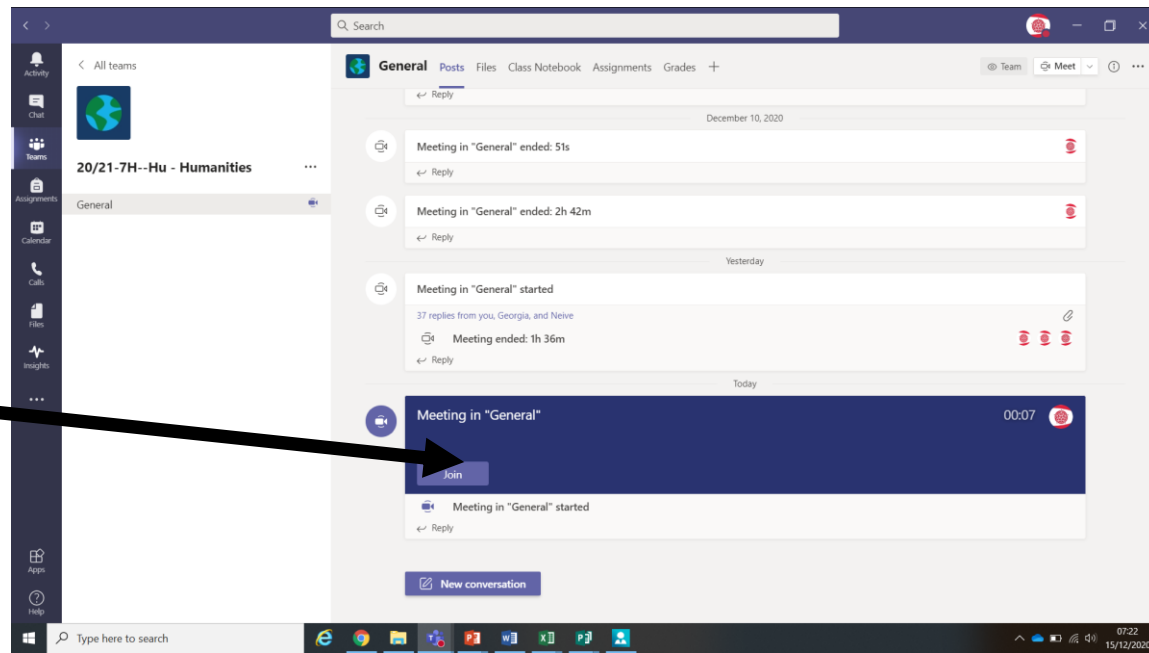 Search
Activity
Chat
Teams
Assignments
Calendar
Calls
Files
Insights
Apps
Help
All teams
20/21-7H--Hu - Humanities
General
General Posts Files Class Notebook Assignments Grades
Team Meet
Reply
December 10, 2020
Meeting in "General" ended: 51s
Reply
Meeting in "General" ended: 2h 42m
Reply
Yesterday
Meeting in "General" started
37 replies from you, Georgia, and Neive
Meeting ended: 1h 36m
Reply
Today
Meeting in "General" 00:07
Join
Meeting in "General" started
Reply
New conversation
Type here to search
07:22
15/12/2020